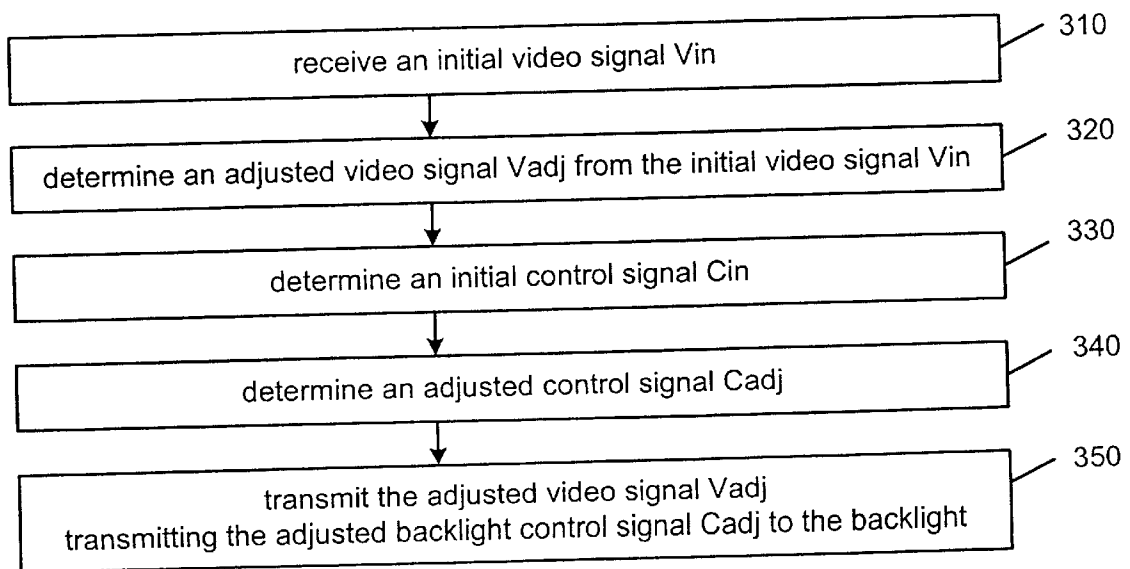 310
receive an initial video signal Vin
320
determine an adjusted video signal Vadj from the initial video signal Vin
330
determine an initial control signal Cin
340
determine an adjusted control signal Cadj
350
transmit the adjusted video signal Vadj
transmitting the adjusted backlight control signal Cadj to the backlight